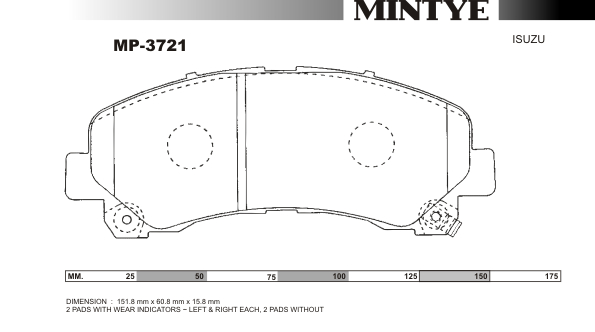 MINTYE
MP-3721
ISUZU
MM. 25 50 75 100 125 150 175
DIMENSION : 151.8 mm x 60.8 mm x 15.8 mm
2 PADS WITH WEAR INDICATORS – LEFT & RIGHT EACH, 2 PADS WITHOUT